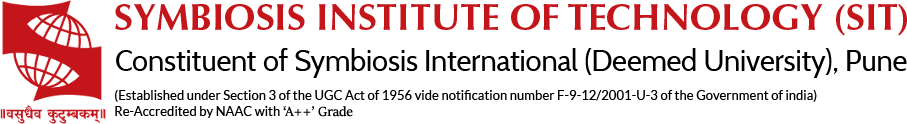 SYMBIOSIS INSTITUTE OF TECHNOLOGY (SIT)
Constituent of Symbiosis International (Deemed University), Pune
(Established under Section 3 of the UGC Act of 1956 vide notification number F-9-12/2001-U-3 of the Government of india)
Re-Accredited by NAAC with ‘A++’ Grade
॥वसुधैव कुटुम्बकम्॥